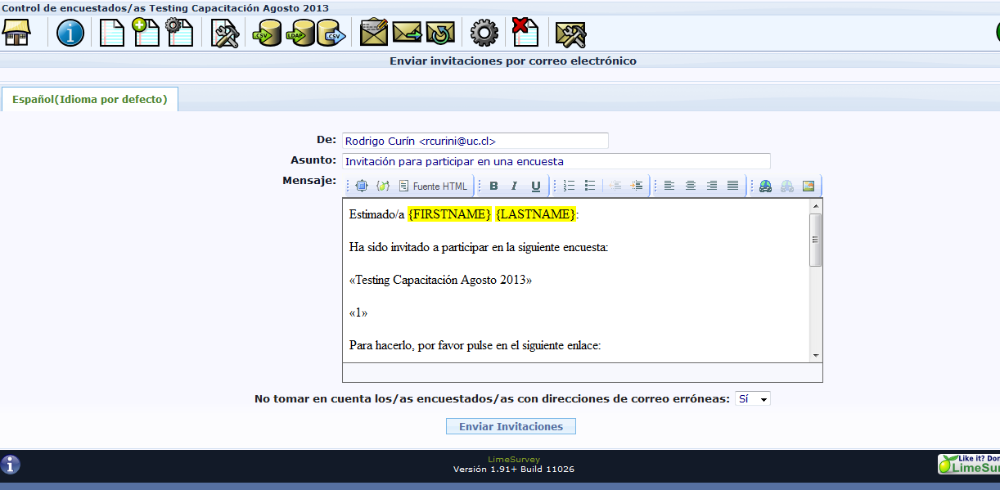 Control de encuestados/as Testing Capacitación Agosto 2013
CSV LDAP CSV
Enviar invitaciones por correo electrónico
Español(Idioma por defecto)
De: Rodrigo Curín <rcurini@uc.cl>
Asunto: Invitación para participar en una encuesta
Mensaje: Fuente HTML B I U
Estimado/a {FIRSTNAME} {LASTNAME}:
Ha sido invitado a participar en la siguiente encuesta:
«Testing Capacitación Agosto 2013»
«1»
Para hacerlo, por favor pulse en el siguiente enlace:
No tomar en cuenta los/as encuestados/as con direcciones de correo erróneas: Sí
Enviar Invitaciones
LimeSurvey
Versión 1.91+ Build 11026
Like it? Don
LimeSur